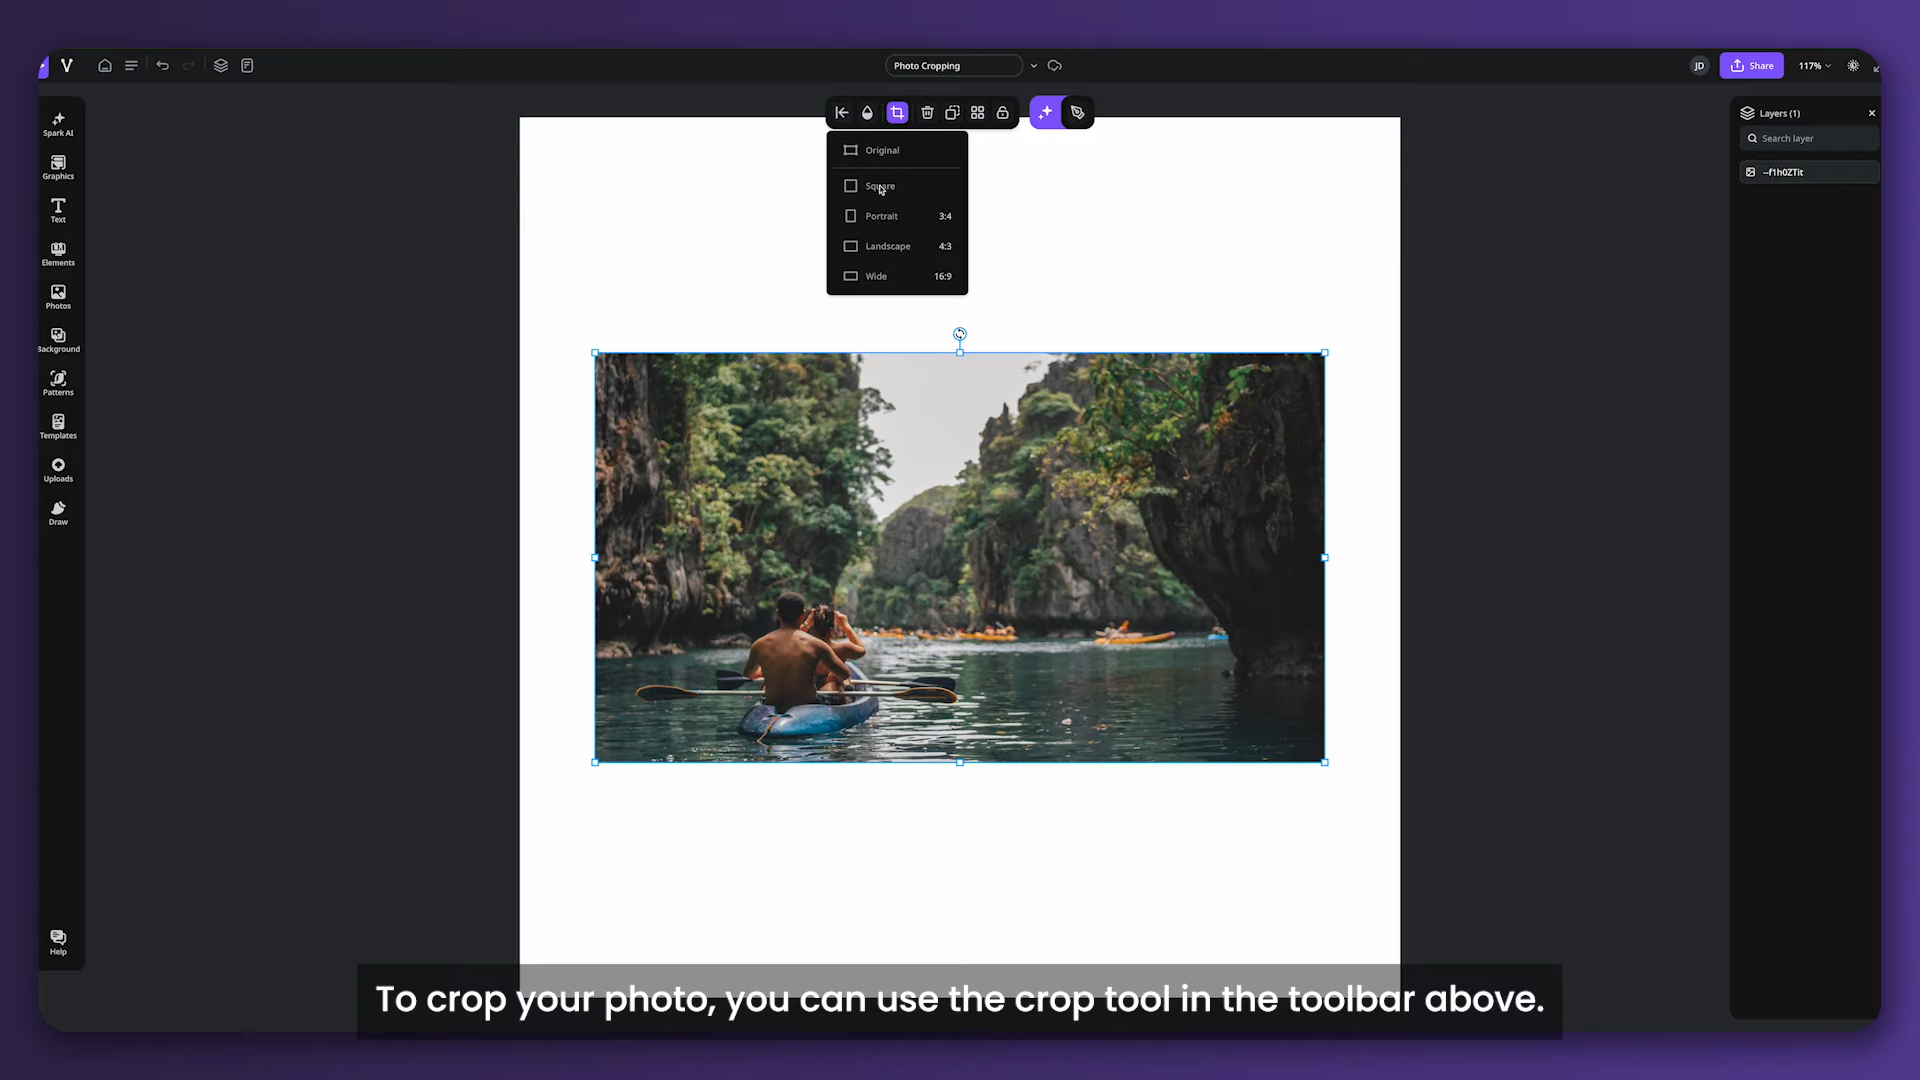 Photo Cropping
JD
Share
117%
Spark AI
Graphics
Text
Elements
Photos
Background
Patterns
Templates
Uploads
Draw
Help
Original
Square
Portrait 3:4
Landscape 4:3
Wide 16:9
Layers (1)
Search layer
--f1h0ZTit
To crop your photo, you can use the crop tool in the toolbar above.